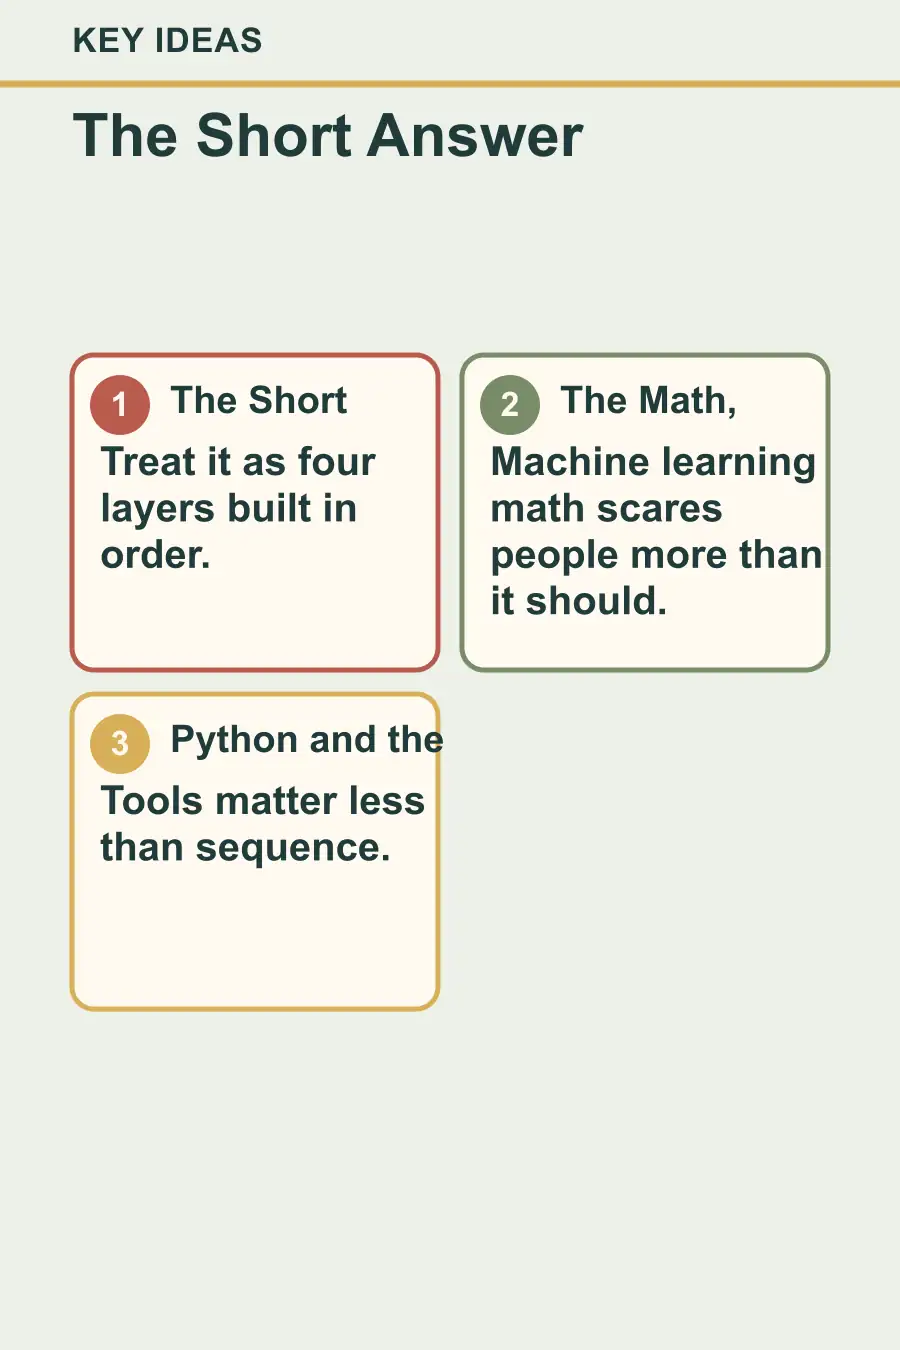 KEY IDEAS
The Short Answer
1 The Short
Treat it as four
layers built in
order.
2 The Math,
Machine learning
math scares
people more than
it should.
3 Python and the
Tools matter less
than sequence.